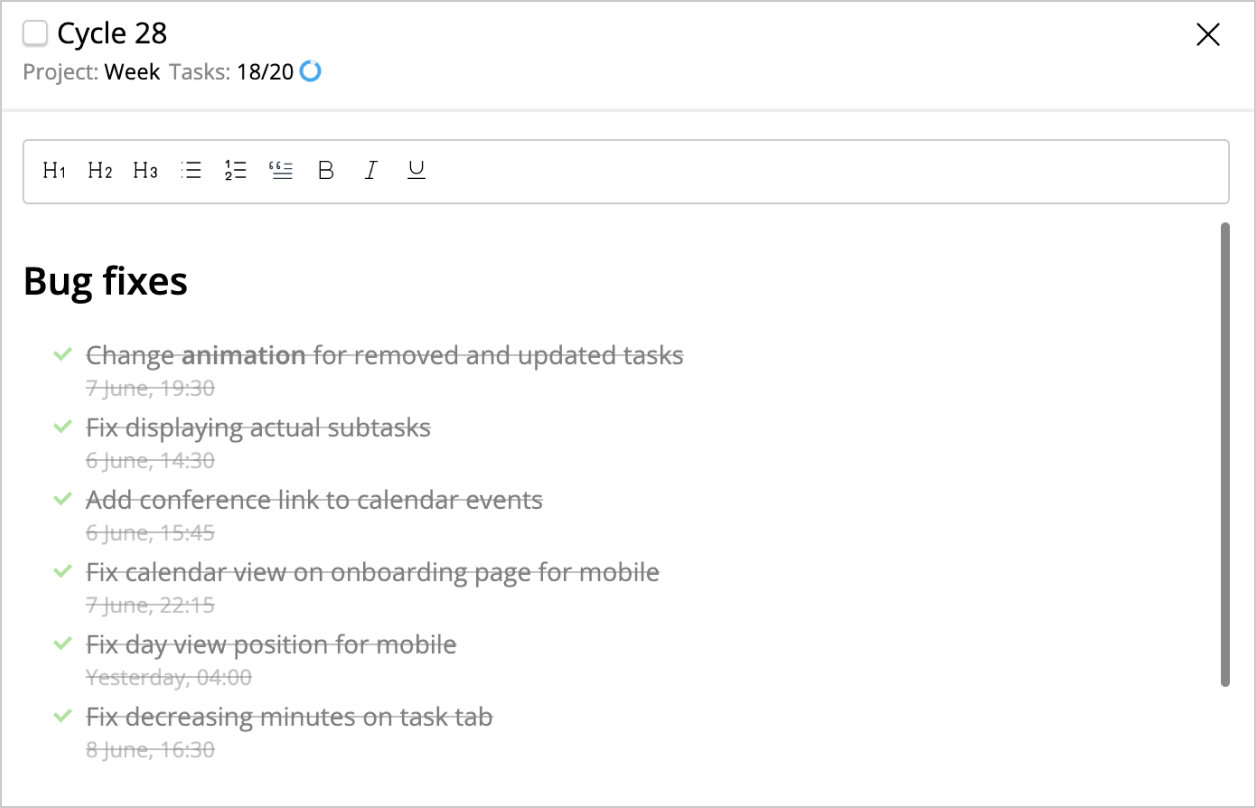 Cycle 28
Project: Week Tasks: 18/20
H1 H2 H3 B I U
Bug fixes
Change animation for removed and updated tasks
7 June, 19:30
Fix displaying actual subtasks
6 June, 14:30
Add conference link to calendar events
6 June, 15:45
Fix calendar view on onboarding page for mobile
7 June, 22:15
Fix day view position for mobile
Yesterday, 04:00
Fix decreasing minutes on task tab
8 June, 16:30